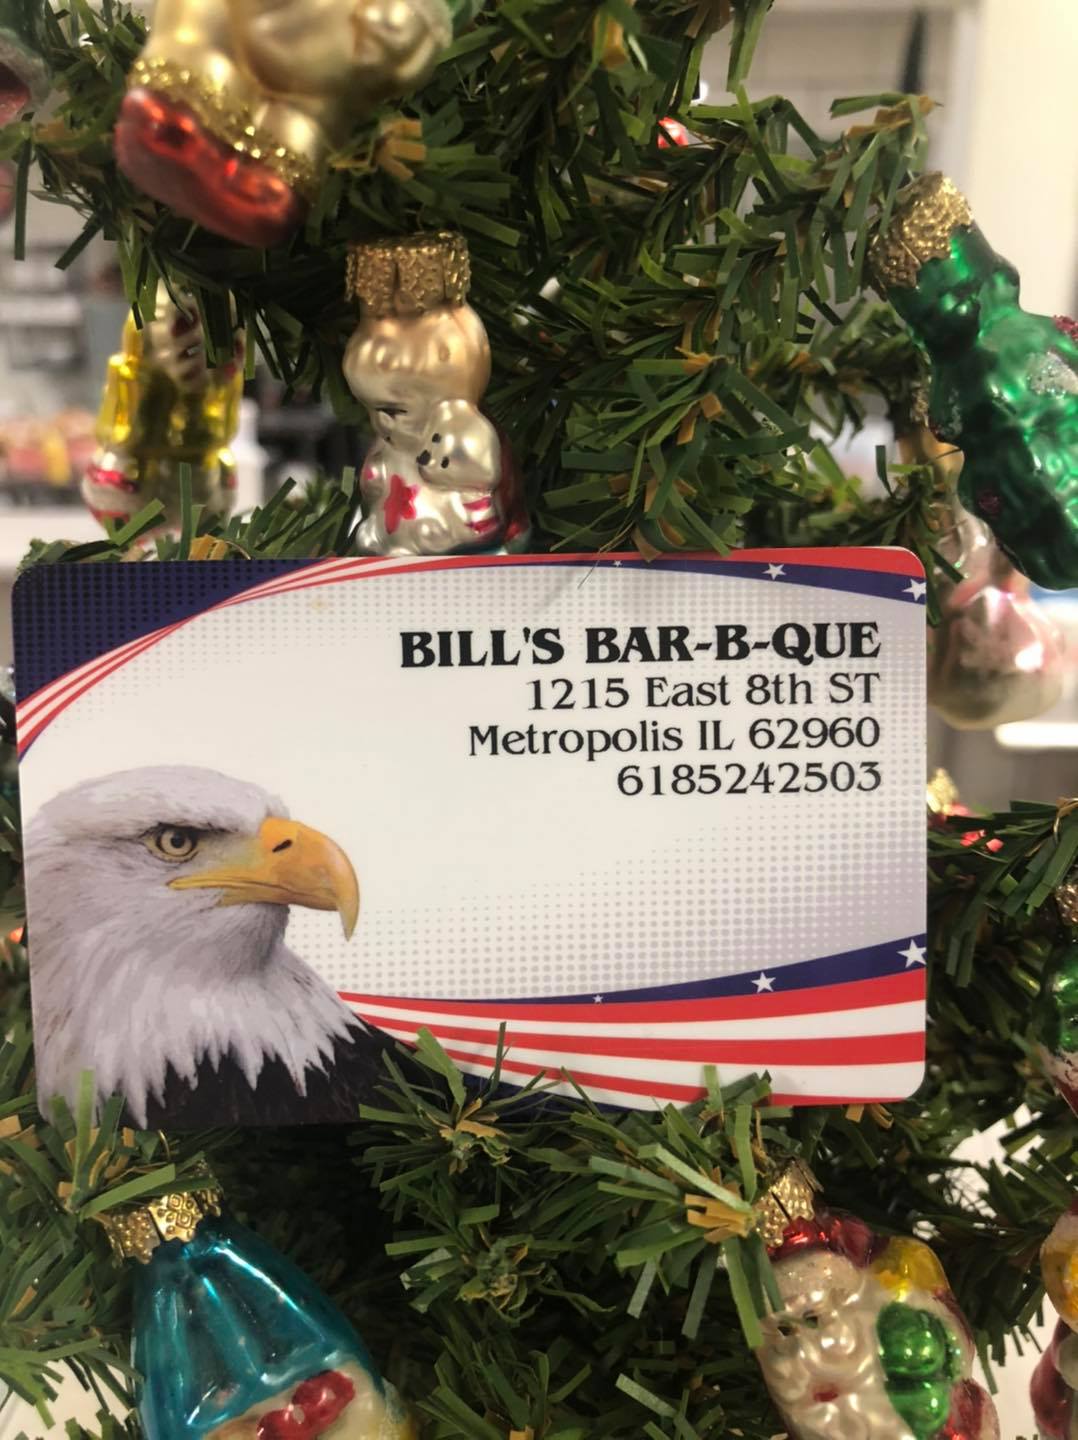 BILL'S BAR-B-QUE
1215 East 8th ST
Metropolis IL 62960
6185242503